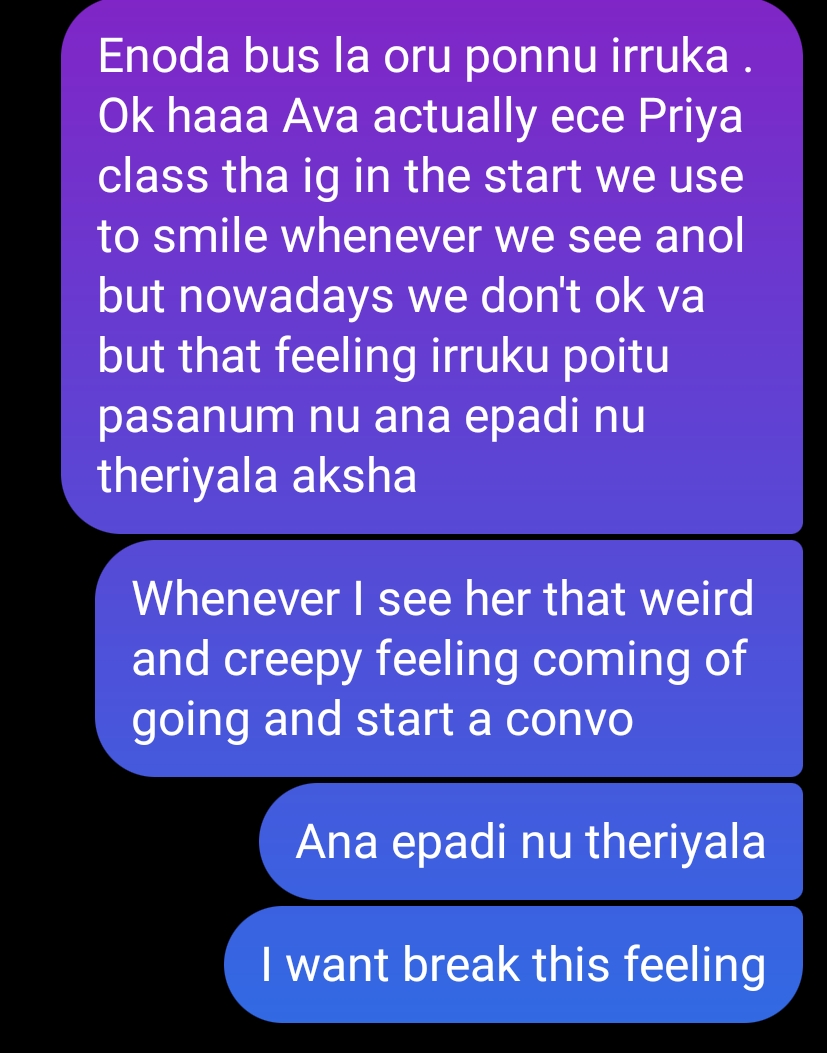 Enoda bus la oru ponnu irruka .
Ok haaa Ava actually ece Priya
class tha ig in the start we use
to smile whenever we see anol
but nowadays we don't ok va
but that feeling irruku poitu
pasanum nu ana epadi nu
theriyala aksha
Whenever I see her that weird
and creepy feeling coming of
going and start a convo
Ana epadi nu theriyala
I want break this feeling